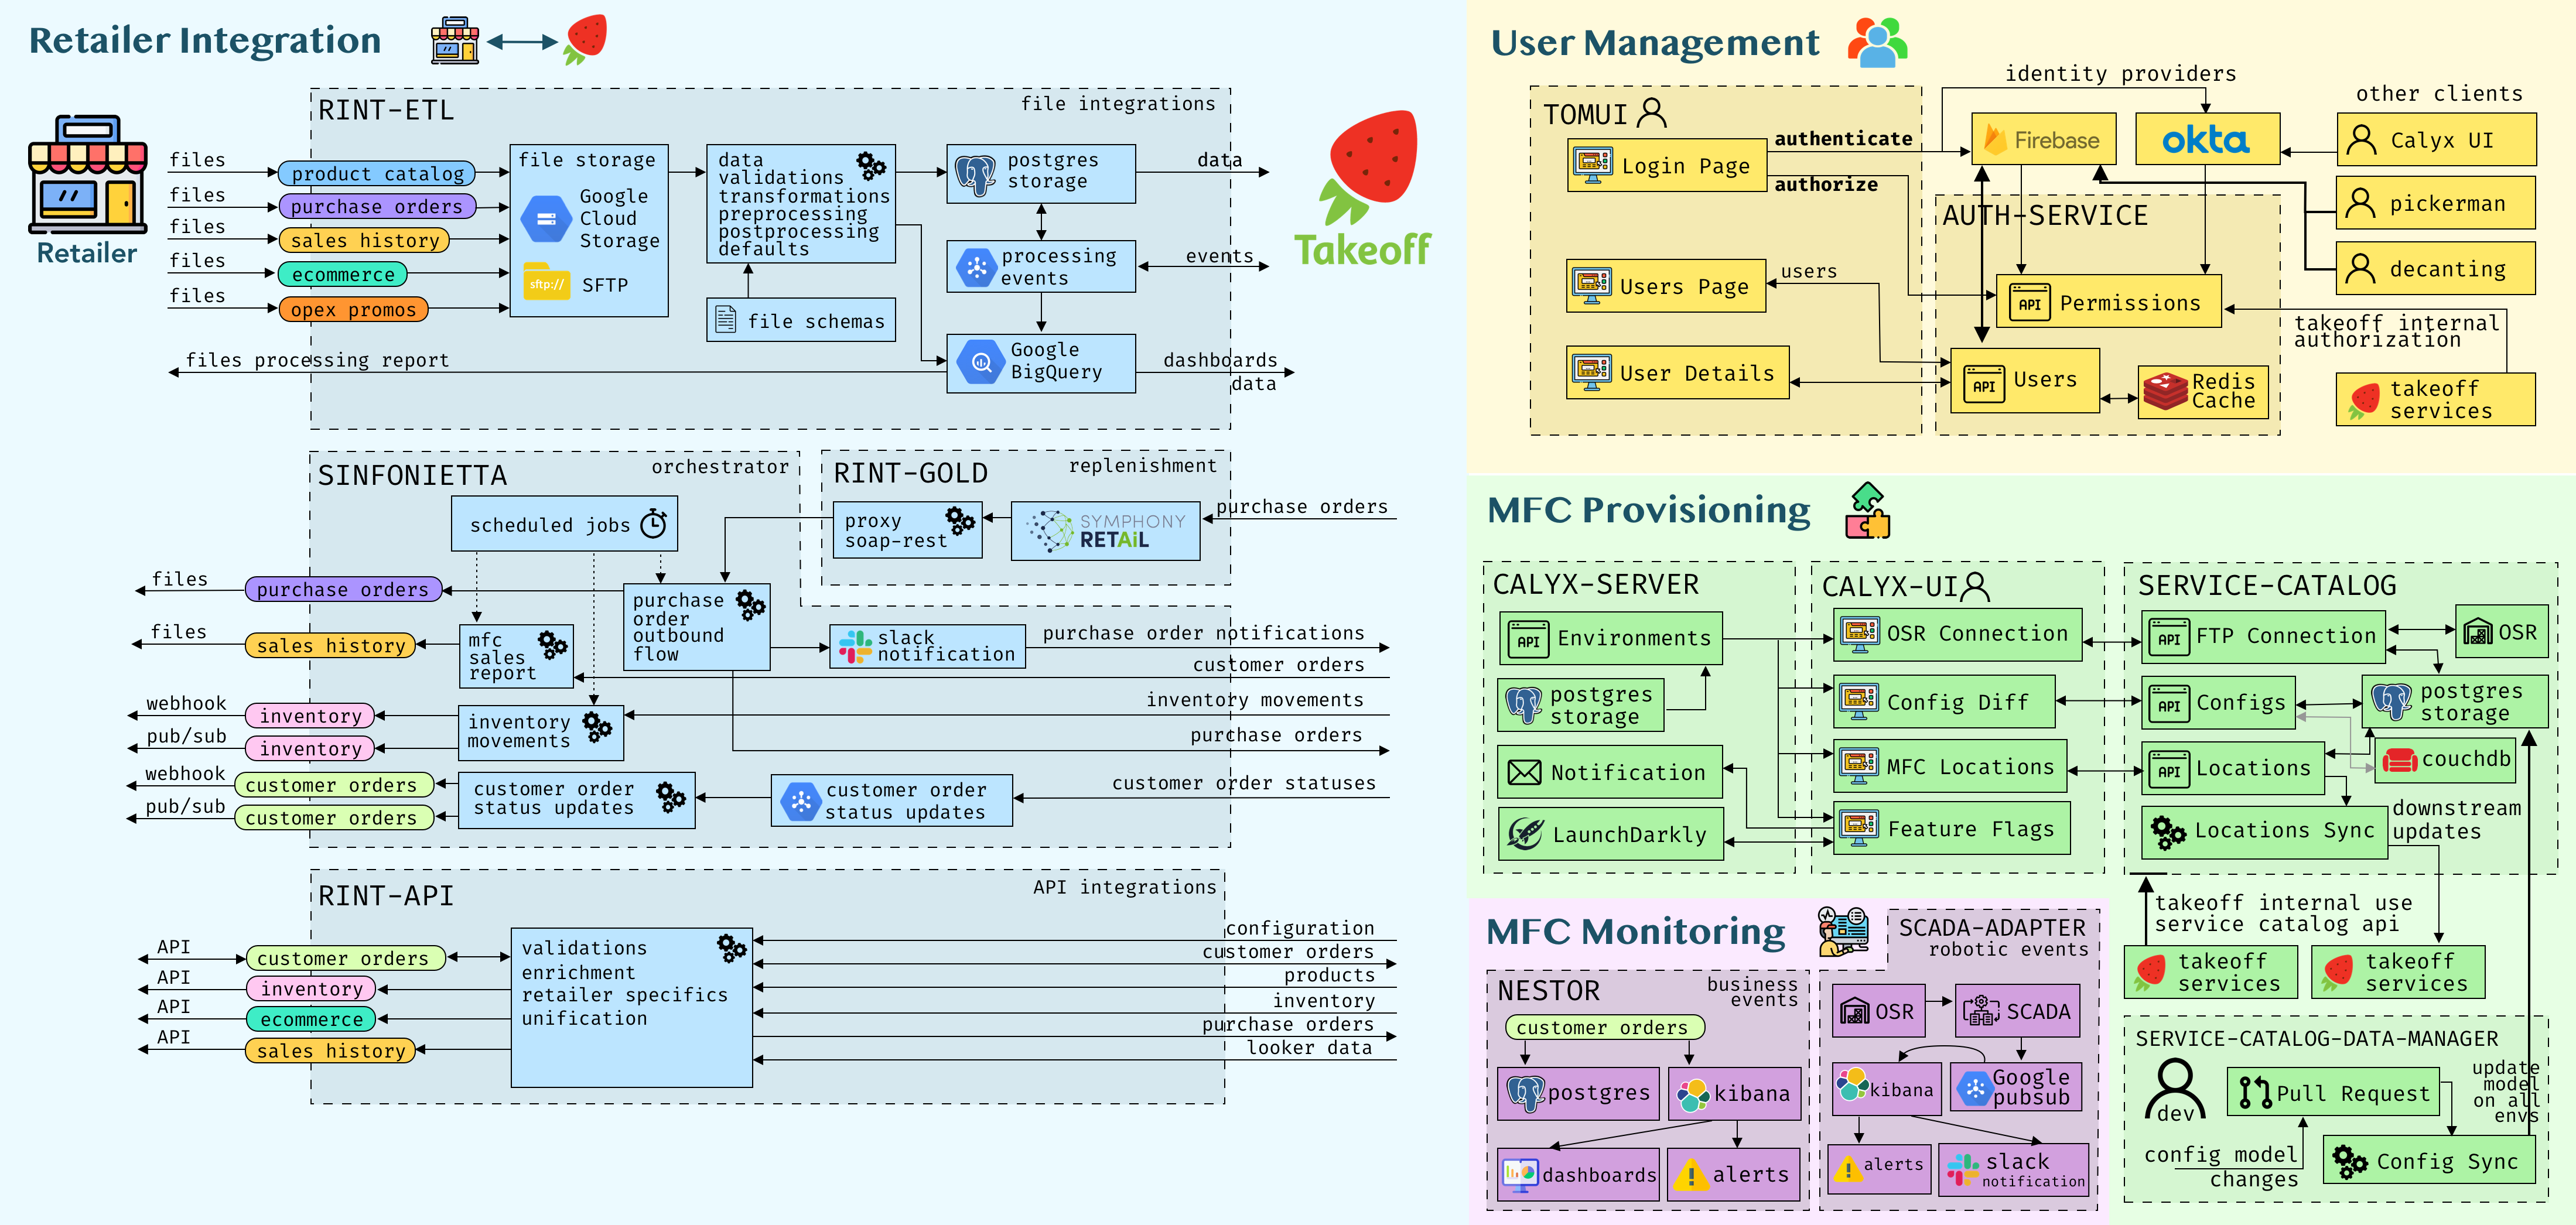 Retailer Integration
RINT-ETL
file integrations
Retailer
files
product catalog
files
purchase orders
files
sales history
files
ecommerce
files
opex promos
file storage
Google
Cloud
Storage
sftp://
SFTP
data
validations
transformations
preprocessing
postprocessing
defaults
file schemas
postgres
storage
processing
events
Google
BigQuery
data
events
dashboards
data
files processing report
Takeoff
SINFONIETTA
orchestrator
scheduled jobs
RINT-GOLD
replenishment
proxy
soap-rest
SYMPHONY
RETAiL
purchase orders
files
purchase orders
purchase
order
outbound
flow
files
sales history
mfc
sales
report
slack
notification
purchase order notifications
customer orders
webhook
inventory
pub/sub
inventory
inventory
movements
inventory movements
purchase orders
webhook
customer orders
pub/sub
customer orders
customer order
status updates
customer order
status updates
customer order statuses
RINT-API
API integrations
API
customer orders
API
inventory
API
ecommerce
API
sales history
validations
enrichment
retailer specifics
unification
configuration
customer orders
products
inventory
purchase orders
looker data
User Management
TOMUI
Login Page
authenticate
authorize
Users Page
users
User Details
identity providers
Firebase
okta
other clients
Calyx UI
pickerman
decanting
AUTH-SERVICE
API
Permissions
API
Users
Redis
Cache
takeoff internal
authorization
takeoff
services
MFC Provisioning
CALYX-SERVER
API
Environments
postgres
storage
Notification
LaunchDarkly
CALYX-UI
OSR Connection
Config Diff
MFC Locations
Feature Flags
SERVICE-CATALOG
API
FTP Connection
OSR
API
Configs
postgres
storage
API
Locations
couchdb
Locations Sync
downstream
updates
takeoff internal use
service catalog api
takeoff
services
takeoff
services
SERVICE-CATALOG-DATA-MANAGER
dev
Pull Request
update
model
on all
envs
config model
changes
Config Sync
MFC Monitoring
NESTOR
business
events
customer orders
postgres
kibana
dashboards
alerts
SCADA-ADAPTER
robotic events
OSR
SCADA
kibana
Google
pubsub
alerts
slack
notification